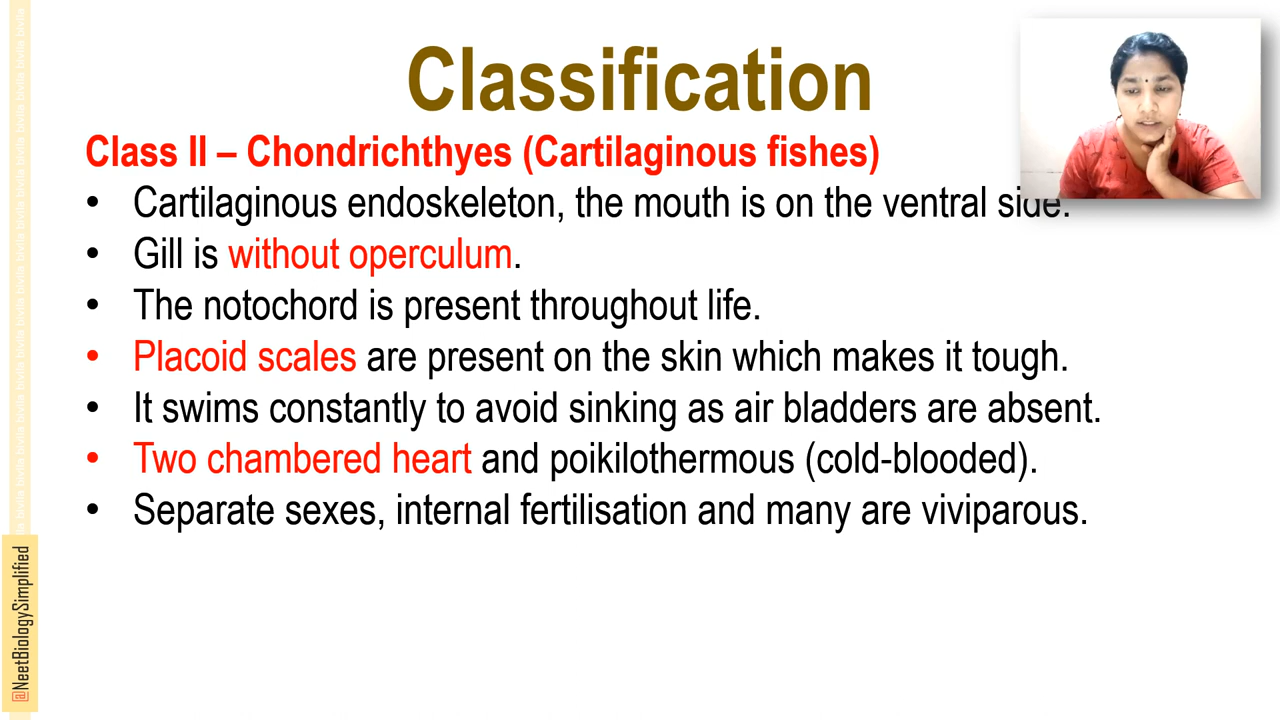 Classification
Class II – Chondrichthyes (Cartilaginous fishes)
• Cartilaginous endoskeleton, the mouth is on the ventral side.
• Gill is without operculum.
• The notochord is present throughout life.
• Placoid scales are present on the skin which makes it tough.
• It swims constantly to avoid sinking as air bladders are absent.
• Two chambered heart and poikilothermous (cold-blooded).
• Separate sexes, internal fertilisation and many are viviparous.
@NeetBiologySimplified